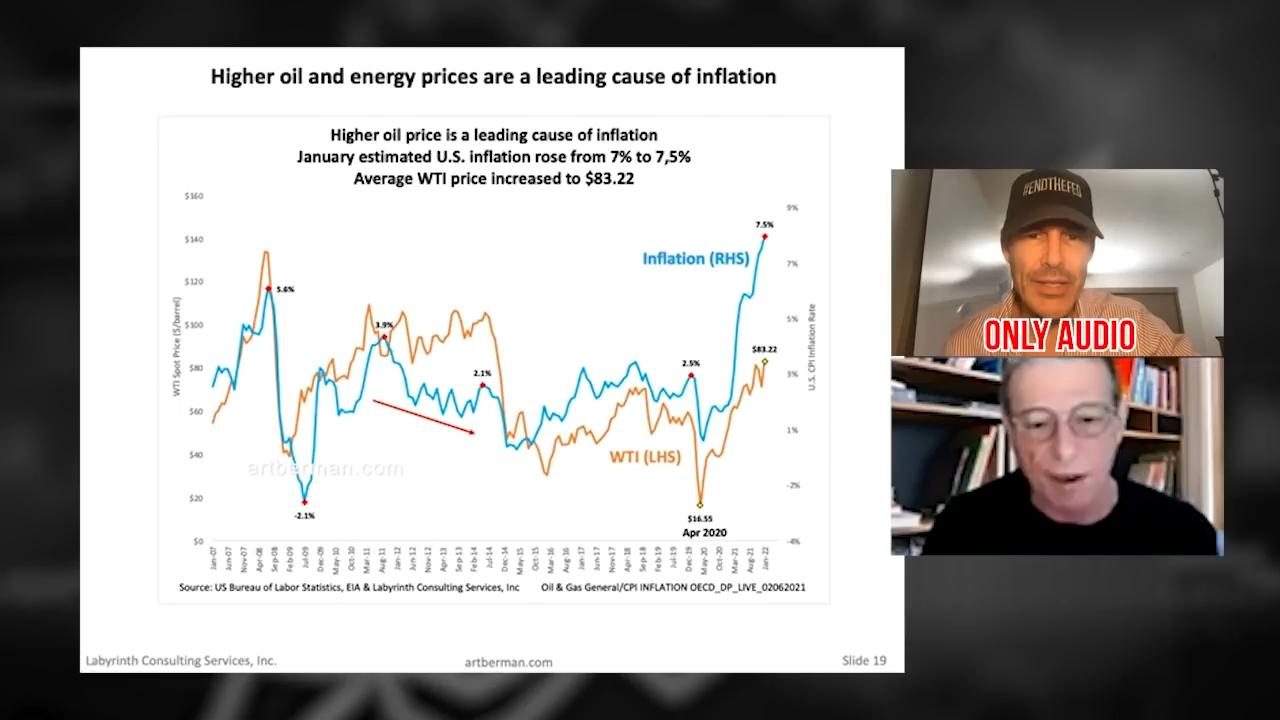 Higher oil and energy prices are a leading cause of inflation
Higher oil price is a leading cause of inflation
January estimated U.S. inflation rose from 7% to 7,5%
Average WTI price increased to $83.22
$160
$140
$120
$100
$80
$60
$40
$20
$0
WTI Spot Price ($/barrel)
9%
7%
5%
3%
1%
-2%
-4%
U.S. CPI Inflation Rate
5.6%
-2.1%
3.9%
2.1%
2.5%
7.5%
$83.22
$16.55
Apr 2020
Inflation (RHS)
WTI (LHS)
artberman.com
Jan-07
Jun-07
Nov-07
Apr-08
Sep-08
Feb-09
Jul-09
Dec-09
May-10
Oct-10
Mar-11
Aug-11
Jan-12
Jun-12
Nov-12
Apr-13
Sep-13
Feb-14
Jul-14
Dec-14
May-15
Oct-15
Mar-16
Aug-16
Jan-17
Jun-17
Nov-17
Apr-18
Sep-18
Feb-19
Jul-19
Dec-19
May-20
Oct-20
Mar-21
Aug-21
Jan-22
Source: US Bureau of Labor Statistics, EIA & Labyrinth Consulting Services, Inc
Oil & Gas General/CPI INFLATION OECD_DP_LIVE_02062021
Labyrinth Consulting Services, Inc.
artberman.com
Slide 19
#ENDTHEFED
ONLY AUDIO